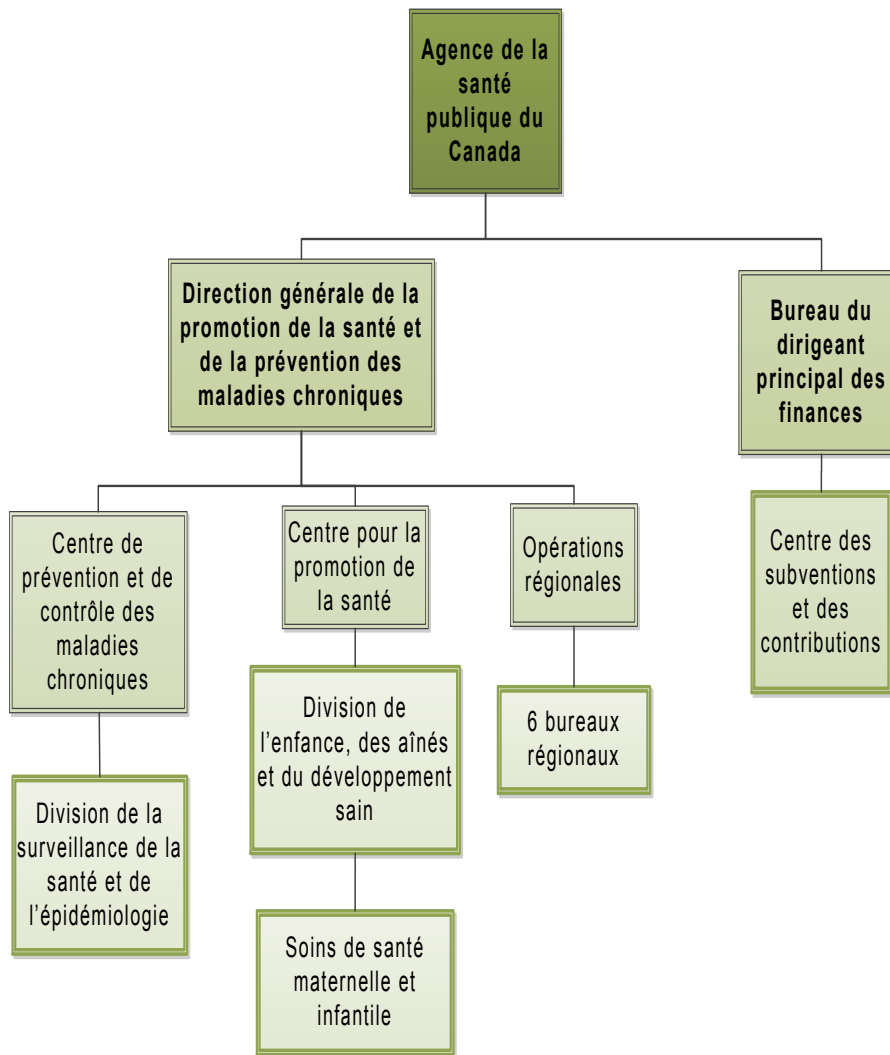 Agence de la
santé
publique du
Canada
Direction générale de la
promotion de la santé et
de la prévention des
maladies chroniques
Bureau du
dirigeant
principal des
finances
Centre de
prévention et de
contrôle des
maladies
chroniques
Centre pour la
promotion de
la santé
Opérations
régionales
Centre des
subventions
et des
contributions
Division de la
surveillance de la
santé et de
l’épidémiologie
Division de
l’enfance, des aînés
et du développement
sain
6 bureaux
régionaux
Soins de santé
maternelle et
infantile